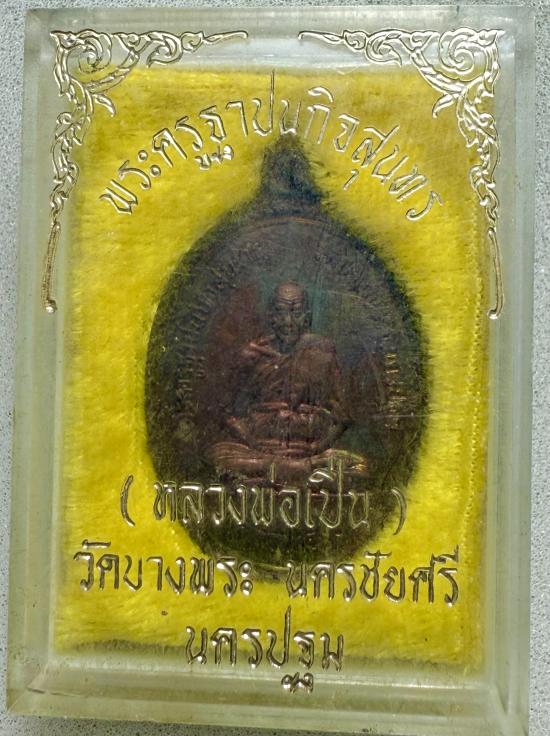 พระครูฐาปนกิจสุนทร
( หลวงพ่อเปิ่น )
วัดบางพระ นครชัยศรี
นครปฐม